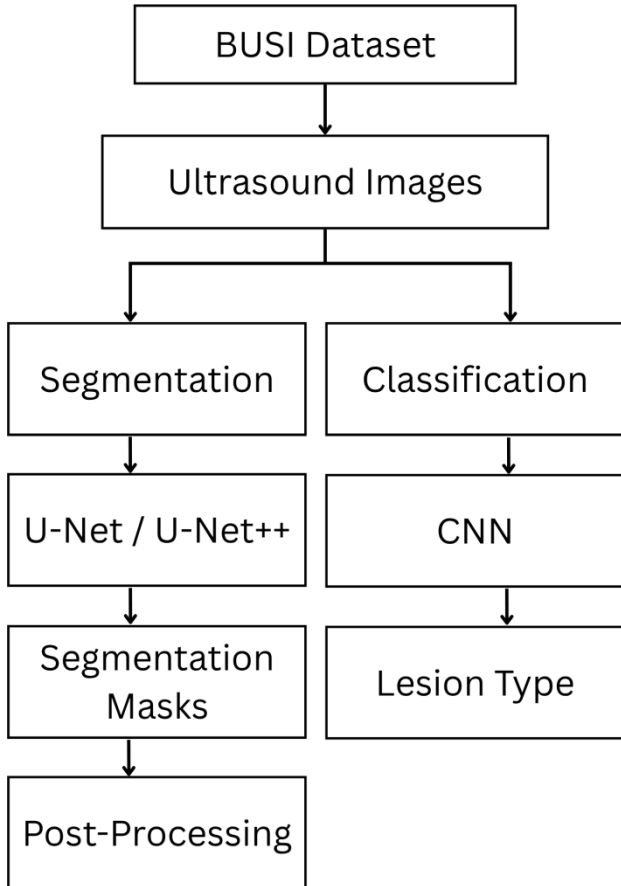 BUSI Dataset
Ultrasound Images
Segmentation
Classification
U-Net / U-Net++
CNN
Segmentation
Masks
Lesion Type
Post-Processing